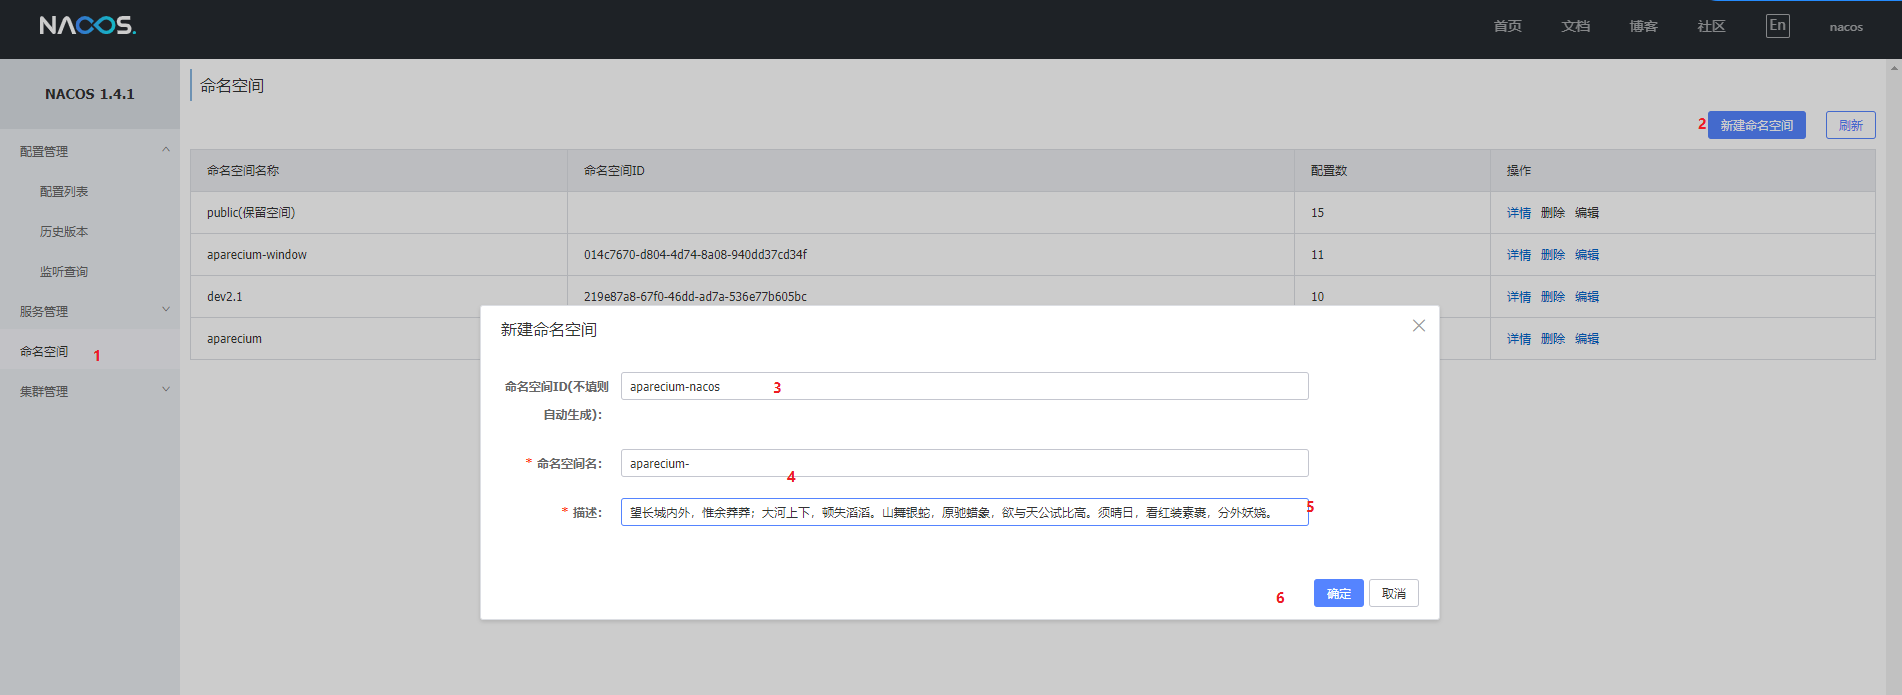 NACOS.
首页 文档 博客 社区 En nacos
NACOS 1.4.1
配置管理
配置列表
历史版本
监听查询
服务管理
命名空间 1
集群管理
命名空间
2 新建命名空间 刷新
命名空间名称 命名空间ID 配置数 操作
public(保留空间) 15 详情 删除 编辑
aparecium-window 014c7670-d804-4d74-8a08-940dd37cd34f 11 详情 删除 编辑
dev2.1 219e87a8-67f0-46dd-ad7a-536e77b605bc 10 详情 删除 编辑
aparecium 详情 删除 编辑
新建命名空间
命名空间ID(不填则 aparecium-nacos 3
自动生成):
* 命名空间名: aparecium-
4
* 描述: 望长城内外，惟余莽莽；大河上下，顿失滔滔。山舞银蛇，原驰蜡象，欲与天公试比高。须晴日，看红装素裹，分外妖娆。 5
6 确定 取消